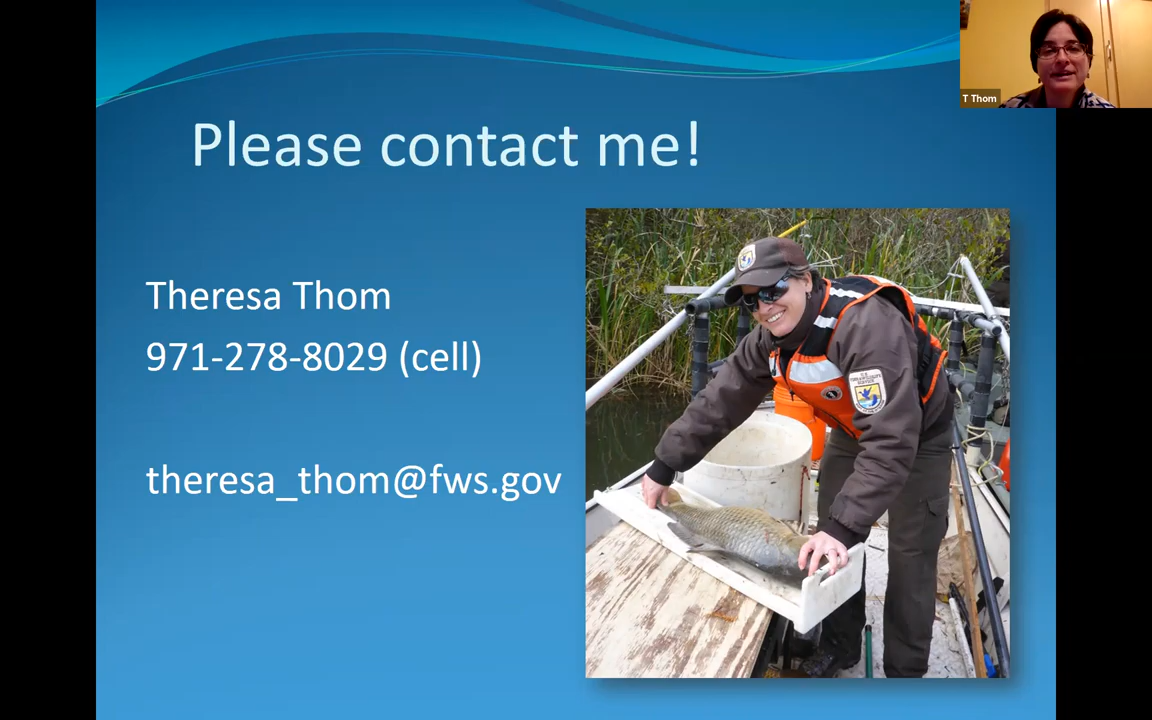 Please contact me!
Theresa Thom
971-278-8029 (cell)
theresa_thom@fws.gov
T Thom